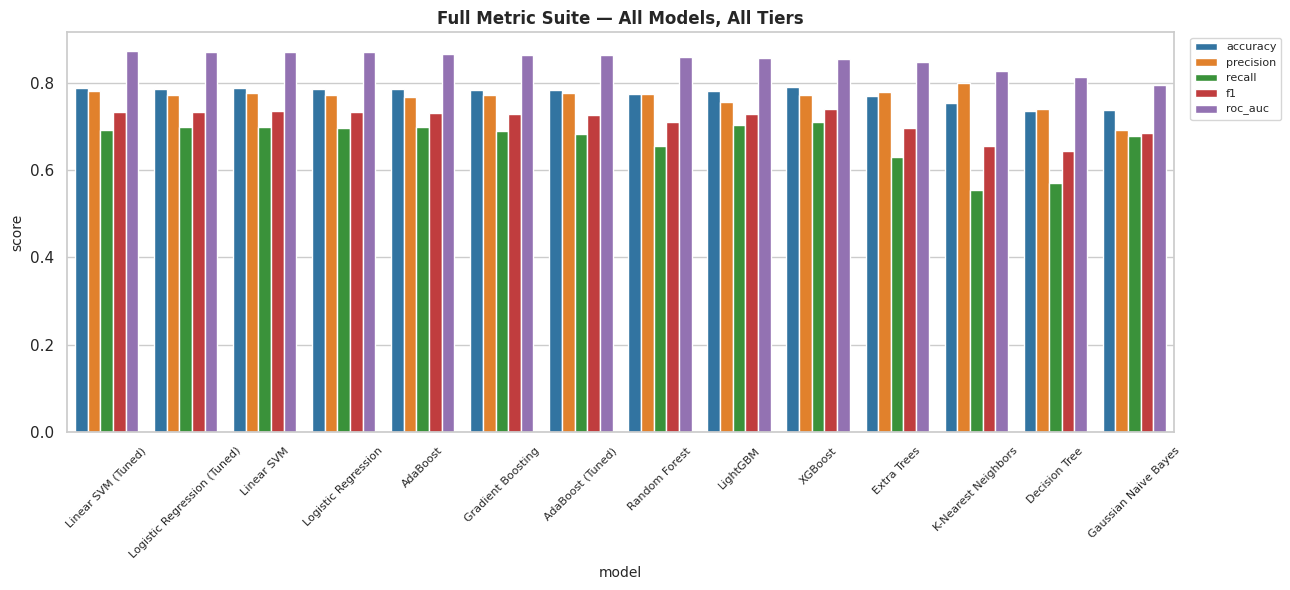 Full Metric Suite — All Models, All Tiers
accuracy
precision
recall
f1
roc_auc
score
0.8
0.6
0.4
0.2
0.0
Linear SVM (Tuned)
Logistic Regression (Tuned)
Linear SVM
Logistic Regression
AdaBoost
Gradient Boosting
AdaBoost (Tuned)
Random Forest
LightGBM
XGBoost
Extra Trees
K-Nearest Neighbors
Decision Tree
Gaussian Naive Bayes
model